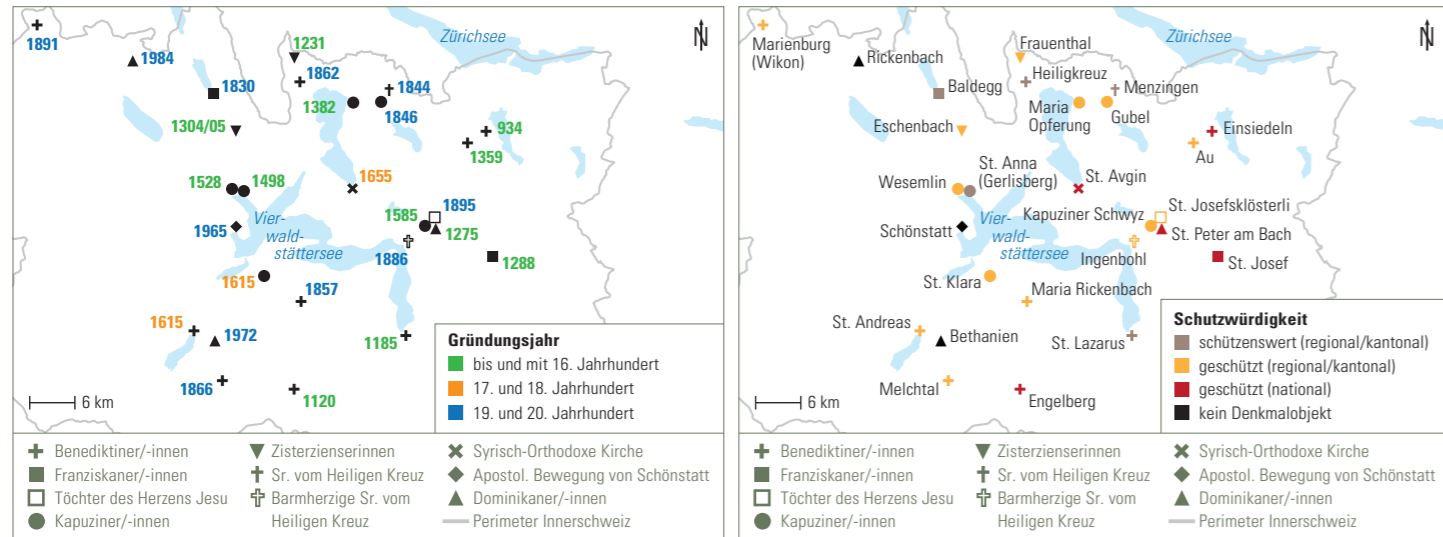 1891
1984
1231
Zürichsee
N
1862
1830
1382
1844
1846
1304/05
934
1359
1528
1498
1655
1585
1895
1965
Vier-
wald-
stättersee
1275
1886
1288
1615
1857
1615
1972
1185
1866
1120
6 km
Gründungsjahr
bis und mit 16. Jahrhundert
17. und 18. Jahrhundert
19. und 20. Jahrhundert
Benediktiner/-innen
Franziskaner/-innen
Töchter des Herzens Jesu
Kapuziner/-innen
Zisterzienserinnen
Sr. vom Heiligen Kreuz
Barmherzige Sr. vom
Heiligen Kreuz
Syrisch-Orthodoxe Kirche
Apostol. Bewegung von Schönstatt
Dominikaner/-innen
Perimeter Innerschweiz
Marienburg
(Wikon)
Rickenbach
Frauenthal
Zürichsee
N
Heiligkreuz
Baldegg
Menzingen
Maria
Opferung
Gubel
Eschenbach
Einsiedeln
Au
Wesemlin
St. Anna
(Gerlisberg)
St. Avgin
Kapuziner Schwyz
St. Josefsklösterli
Schönstatt
Vier-
wald-
stättersee
St. Peter am Bach
Ingenbohl
St. Josef
St. Klara
Maria Rickenbach
St. Andreas
Bethanien
St. Lazarus
Melchtal
Engelberg
6 km
Schutzwürdigkeit
schützenswert (regional/kantonal)
geschützt (regional/kantonal)
geschützt (national)
kein Denkmalobjekt
Benediktiner/-innen
Franziskaner/-innen
Töchter des Herzens Jesu
Kapuziner/-innen
Zisterzienserinnen
Sr. vom Heiligen Kreuz
Barmherzige Sr. vom
Heiligen Kreuz
Syrisch-Orthodoxe Kirche
Apostol. Bewegung von Schönstatt
Dominikaner/-innen
Perimeter Innerschweiz